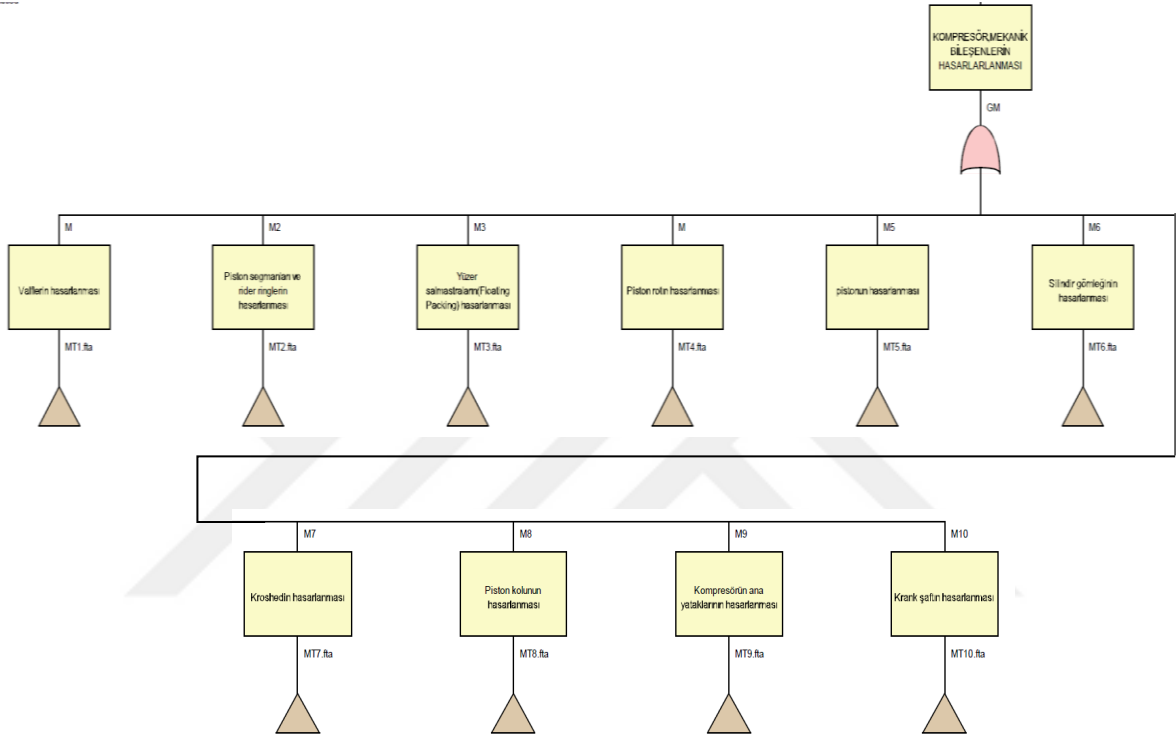 KOMPRESÖR,MEKANİK
BİLEŞENLERİN
HASARLARLANMASI
GM
M
M2
M3
M
M5
M6
Valflerin hasarlanması
Piston segmanları ve
rider ringlerin
hesarlanması
Yüzer
salmastraların(Floating
Packing) hasarlanması
Piston rotın hasarlanması
pistonun hasarlanması
Silindir gömleğinin
hasarlanması
MT1.fta
MT2.fta
MT3.fta
MT4.fta
MT5.fta
MT6.fta
M7
M8
M9
M10
Kroshedin hasarlanması
Piston kolunun
hasarlanması
Kompresörün ana
yataklarının hasarlanması
Krank şaftın hasarlanması
MT7.fta
MT8.fta
MT9.fta
MT10.fta